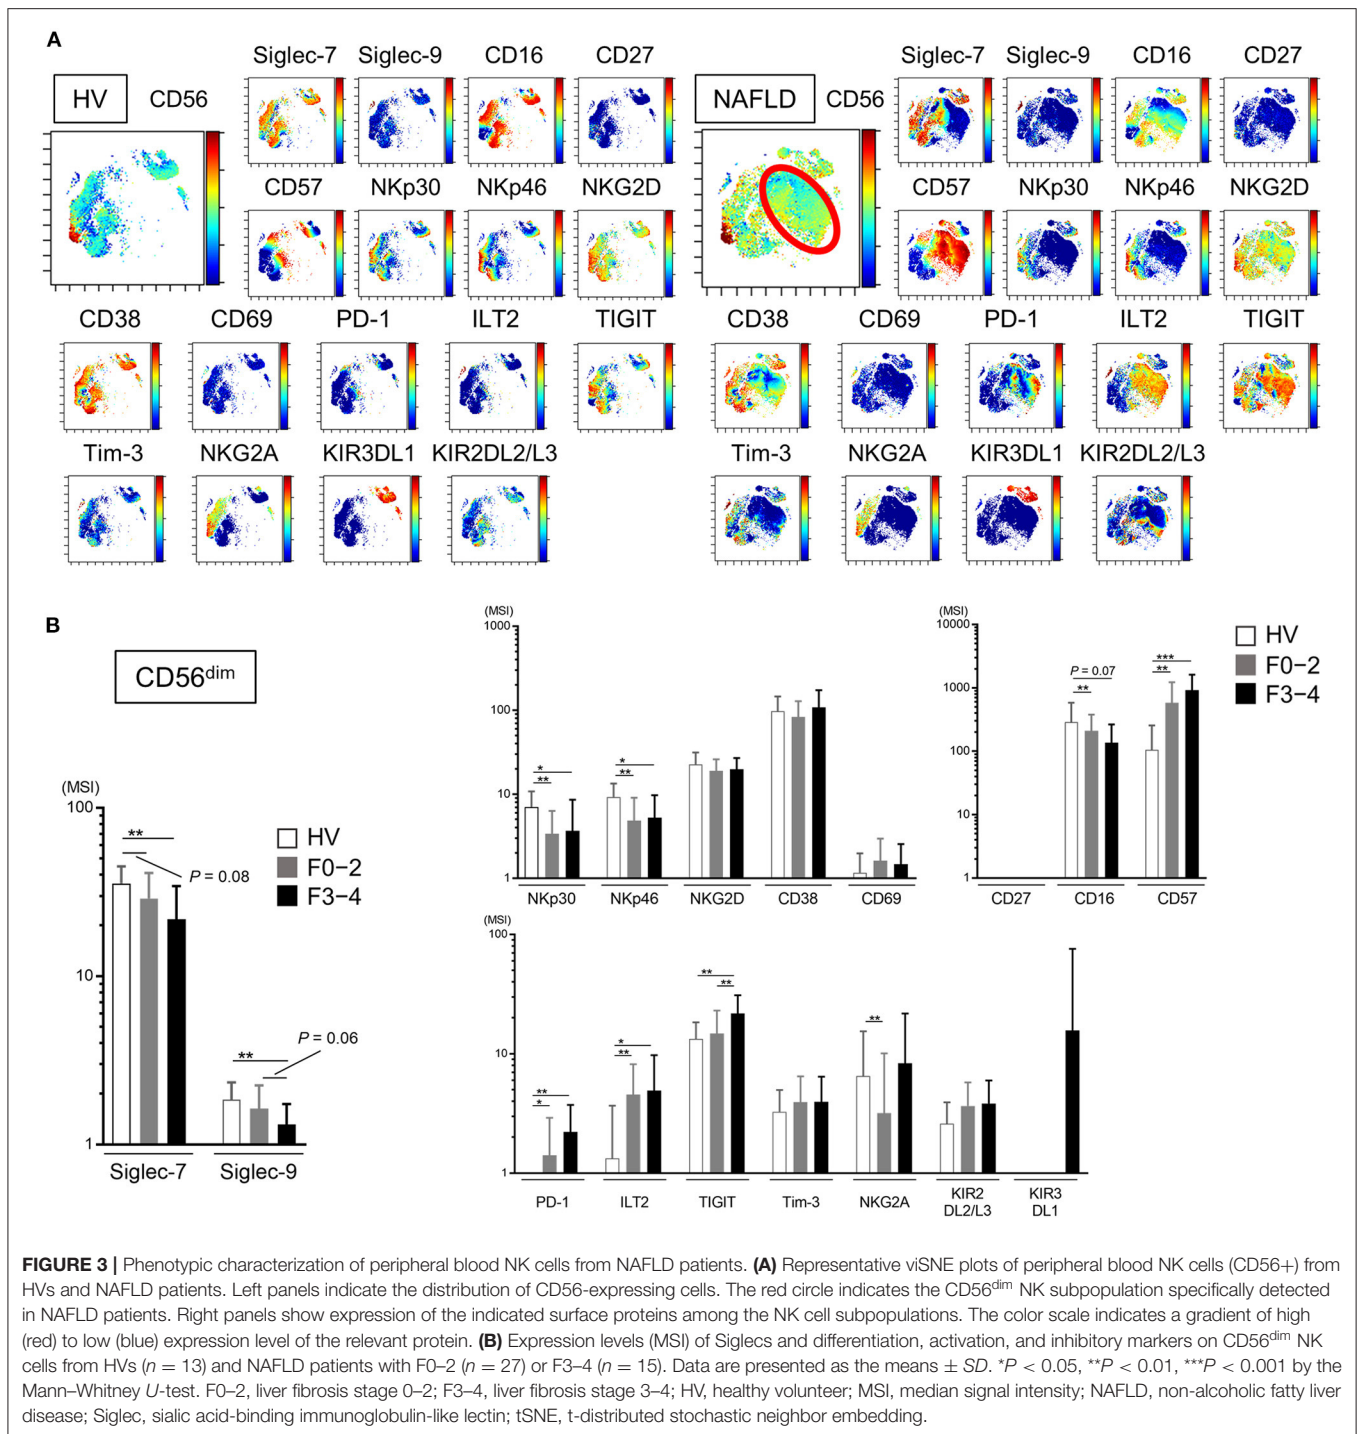 A
Siglec-7 Siglec-9 CD16 CD27
HV CD56
CD57 NKp30 NKp46 NKG2D
CD38 CD69 PD-1 ILT2 TIGIT
Tim-3 NKG2A KIR3DL1 KIR2DL2/L3
Siglec-7 Siglec-9 CD16 CD27
NAFLD CD56
CD57 NKp30 NKp46 NKG2D
CD38 CD69 PD-1 ILT2 TIGIT
Tim-3 NKG2A KIR3DL1 KIR2DL2/L3
B
CD56dim
(MSI)
100
10
1
**
P = 0.08
**
P = 0.06
Siglec-7 Siglec-9
HV
F0–2
F3–4
(MSI)
1000
100
10
1
*
**
*
**
NKp30 NKp46 NKG2D CD38 CD69
(MSI)
10000
1000
100
10
1
P = 0.07
**
***
**
CD27 CD16 CD57
HV
F0–2
F3–4
(MSI)
100
10
1
**
*
*
**
**
**
**
PD-1 ILT2 TIGIT Tim-3 NKG2A KIR2 KIR3
DL2/L3 DL1
FIGURE 3 | Phenotypic characterization of peripheral blood NK cells from NAFLD patients. (A) Representative viSNE plots of peripheral blood NK cells (CD56+) from
HVs and NAFLD patients. Left panels indicate the distribution of CD56-expressing cells. The red circle indicates the CD56dim NK subpopulation specifically detected
in NAFLD patients. Right panels show expression of the indicated surface proteins among the NK cell subpopulations. The color scale indicates a gradient of high
(red) to low (blue) expression level of the relevant protein. (B) Expression levels (MSI) of Siglecs and differentiation, activation, and inhibitory markers on CD56dim NK
cells from HVs (n = 13) and NAFLD patients with F0–2 (n = 27) or F3–4 (n = 15). Data are presented as the means ± SD. *P < 0.05, **P < 0.01, ***P < 0.001 by the
Mann–Whitney U-test. F0–2, liver fibrosis stage 0–2; F3–4, liver fibrosis stage 3–4; HV, healthy volunteer; MSI, median signal intensity; NAFLD, non-alcoholic fatty liver
disease; Siglec, sialic acid-binding immunoglobulin-like lectin; tSNE, t-distributed stochastic neighbor embedding.